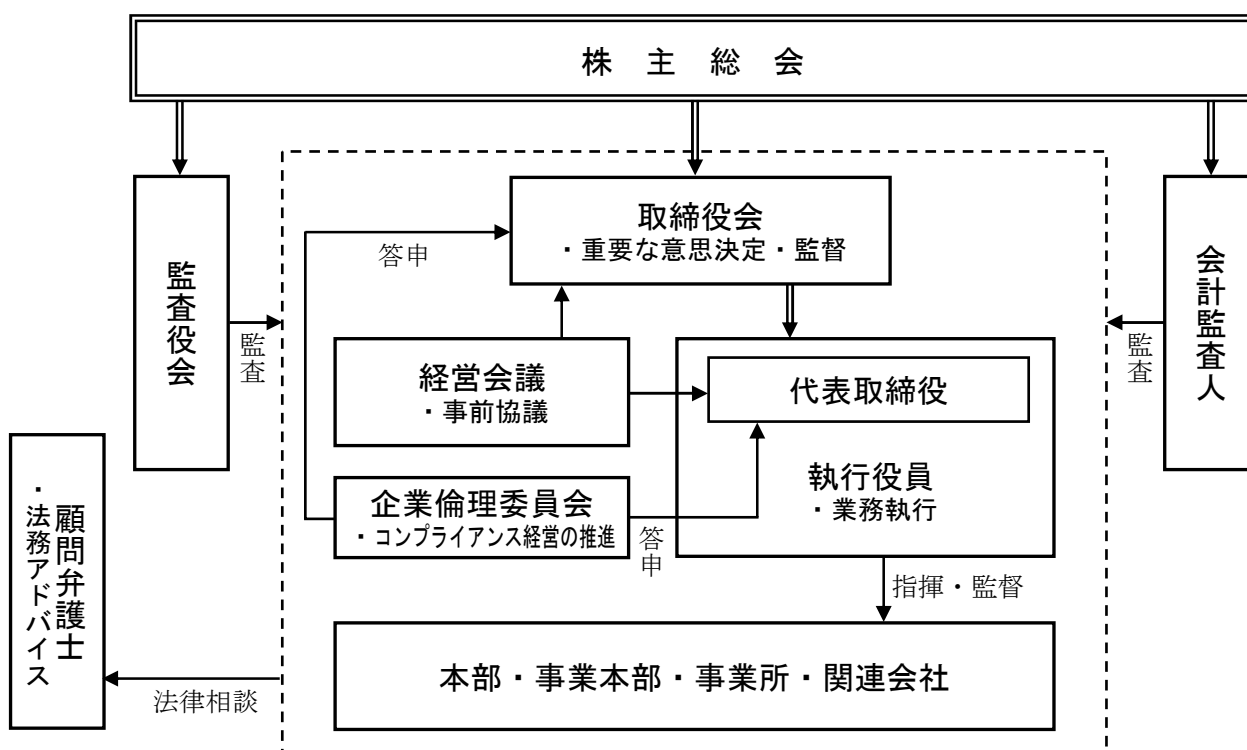 株　主　総　会
取締役会
・重要な意思決定・監督
答申
監査役会
監査
会計監査人
監査
経営会議
・事前協議
代表取締役
執行役員
・業務執行
企業倫理委員会
・コンプライアンス経営の推進
答申
指揮・監督
顧問弁護士
・法務アドバイス
法律相談
本部・事業本部・事業所・関連会社